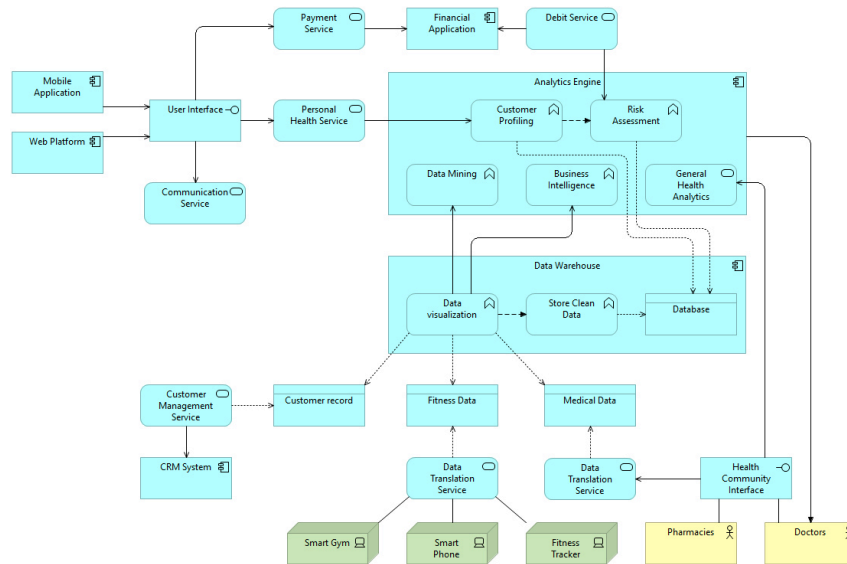 Payment
Service
Financial
Application
Debit Service
Mobile
Application
Analytics Engine
User Interface
Personal
Health Service
Customer
Profiling
Risk
Assessment
Web Platform
Communication
Service
Data Mining
Business
Intelligence
General
Health
Analytics
Data Warehouse
Data
visualization
Store Clean
Data
Database
Customer
Management
Service
Customer record
Fitness Data
Medical Data
CRM System
Data
Translation
Service
Data
Translation
Service
Health
Community
Interface
Smart Gym
Smart
Phone
Fitness
Tracker
Pharmacies
Doctors